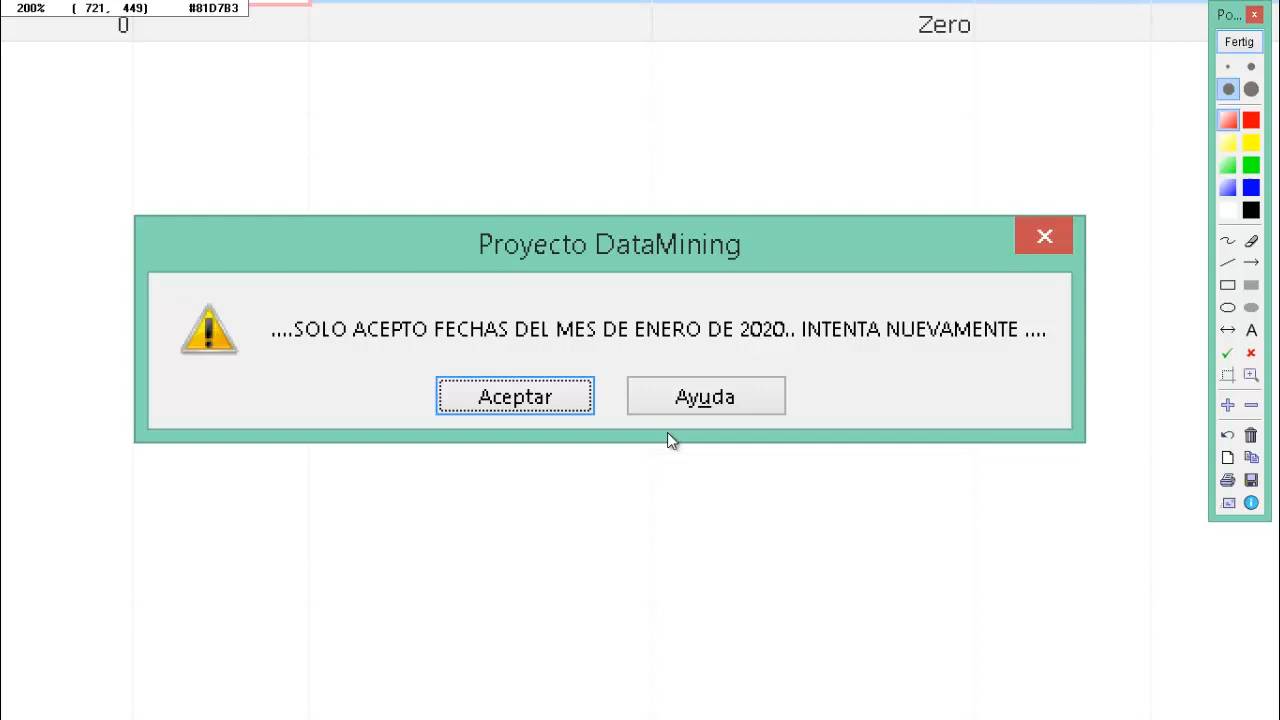 200% ( 721, 449) #81D7B3
0 Zero
Po... x
Fertig
Proyecto DataMining
....SOLO ACEPTO FECHAS DEL MES DE ENERO DE 2020.. INTENTA NUEVAMENTE ....
Aceptar Ayuda
A